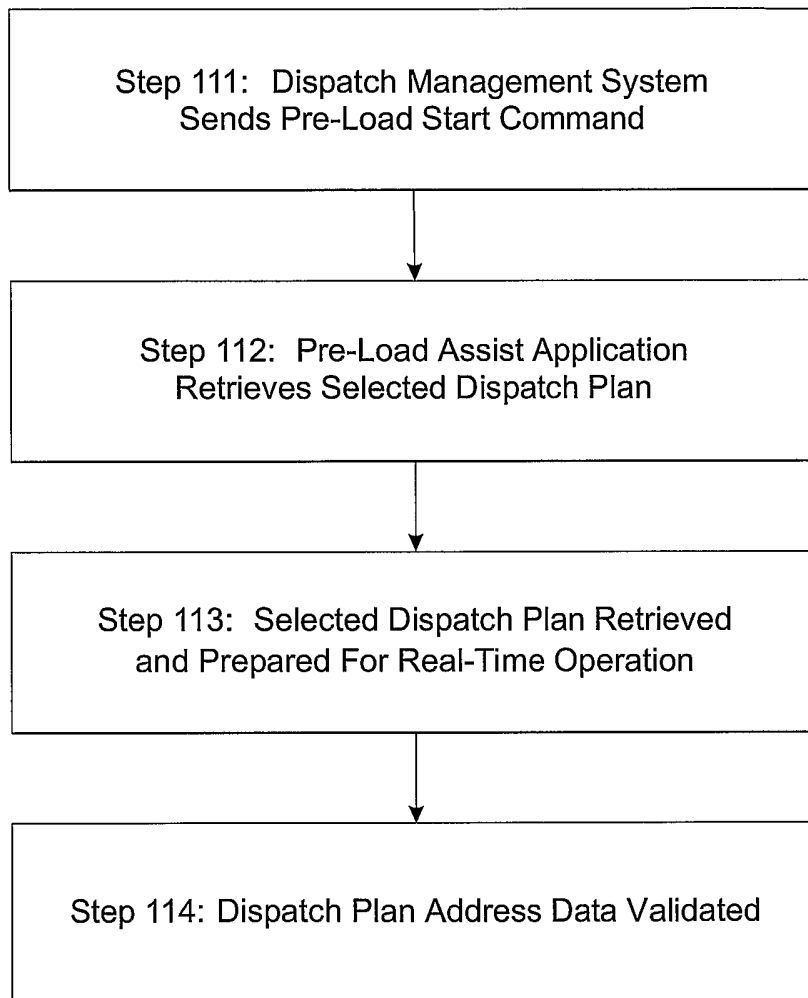 Step 111: Dispatch Management System
Sends Pre-Load Start Command
Step 112: Pre-Load Assist Application
Retrieves Selected Dispatch Plan
Step 113: Selected Dispatch Plan Retrieved
and Prepared For Real-Time Operation
Step 114: Dispatch Plan Address Data Validated